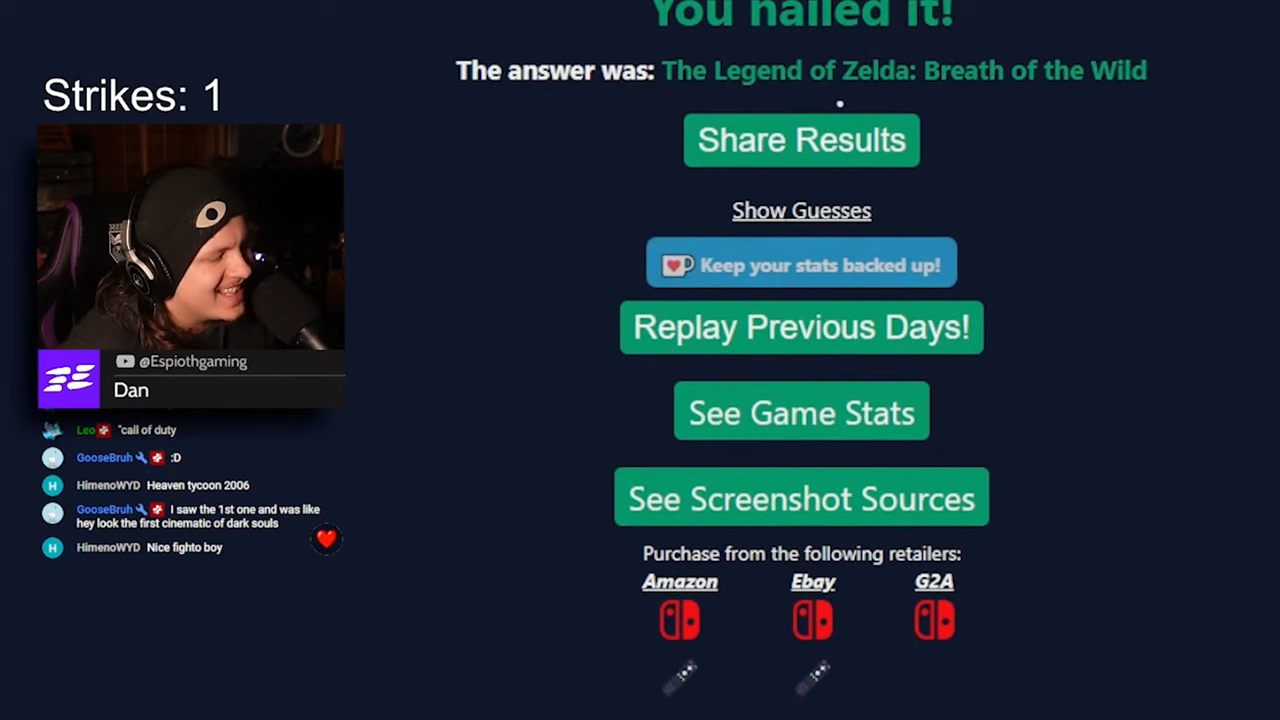 You nailed it!
The answer was: The Legend of Zelda: Breath of the Wild
Strikes: 1
Share Results
Show Guesses
Keep your stats backed up!
Replay Previous Days!
@Espiothgaming
Dan
See Game Stats
Leo "call of duty
GooseBruh :D
HimenoWYD Heaven tycoon 2006
GooseBruh I saw the 1st one and was like
hey look the first cinematic of dark souls
HimenoWYD Nice fighto boy
See Screenshot Sources
Purchase from the following retailers:
Amazon Ebay G2A